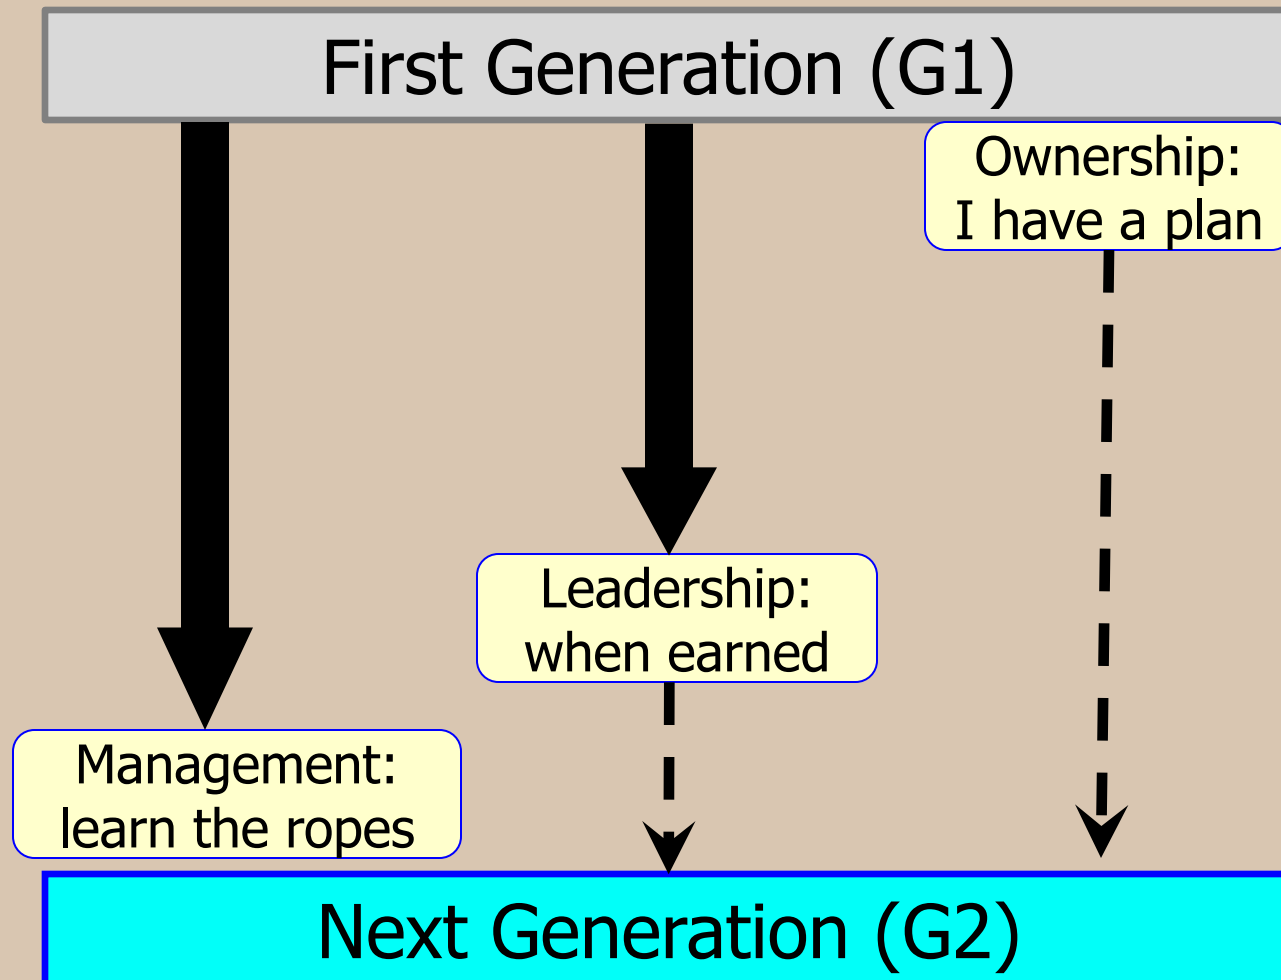 First Generation (G1)
Ownership:
I have a plan
Leadership:
when earned
Management:
learn the ropes
Next Generation (G2)